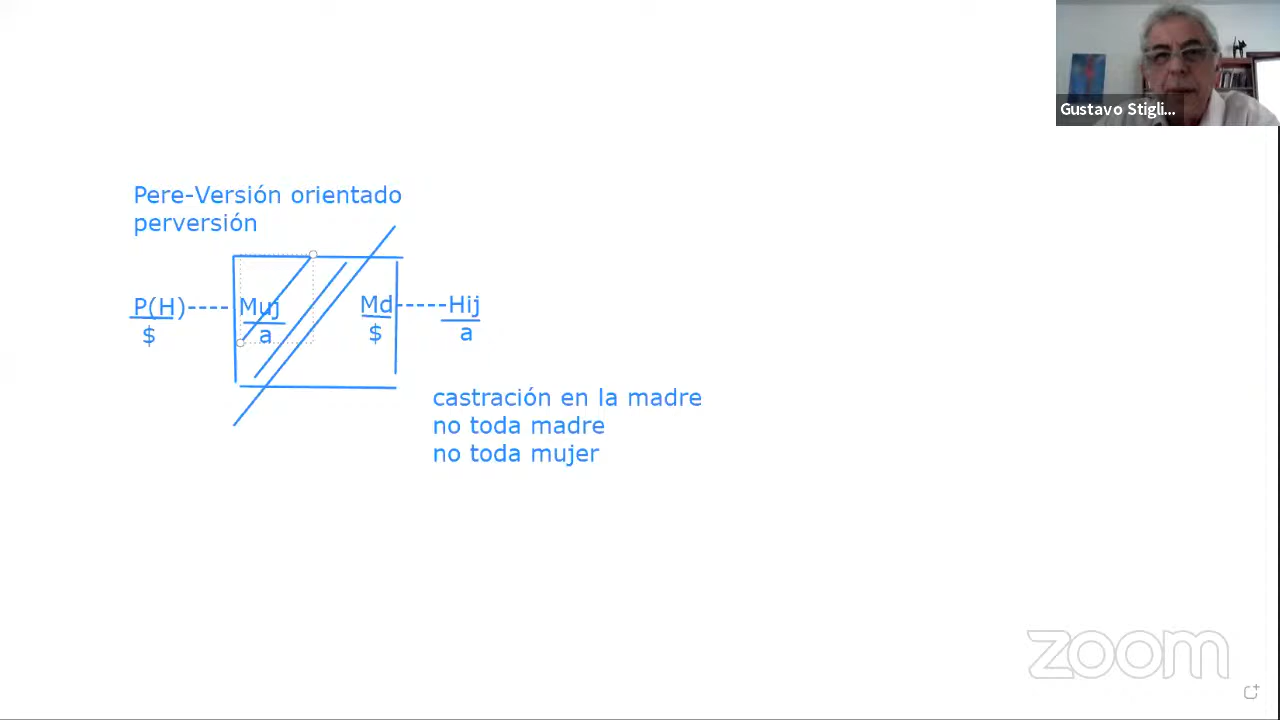 Gustavo Stigli...
Pere-Versión orientado
perversión
P(H)---- Muj Md-----Hij
$ a $ a
castración en la madre
no toda madre
no toda mujer
zoom